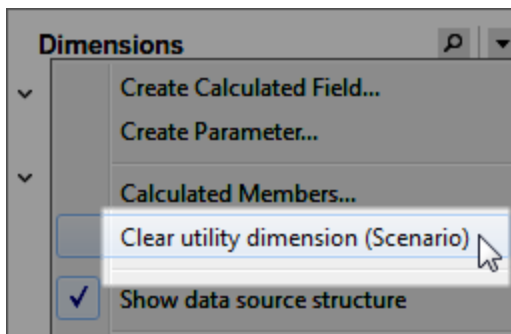 Dimensions
Create Calculated Field...
Create Parameter...
Calculated Members...
Clear utility dimension (Scenario)
Show data source structure